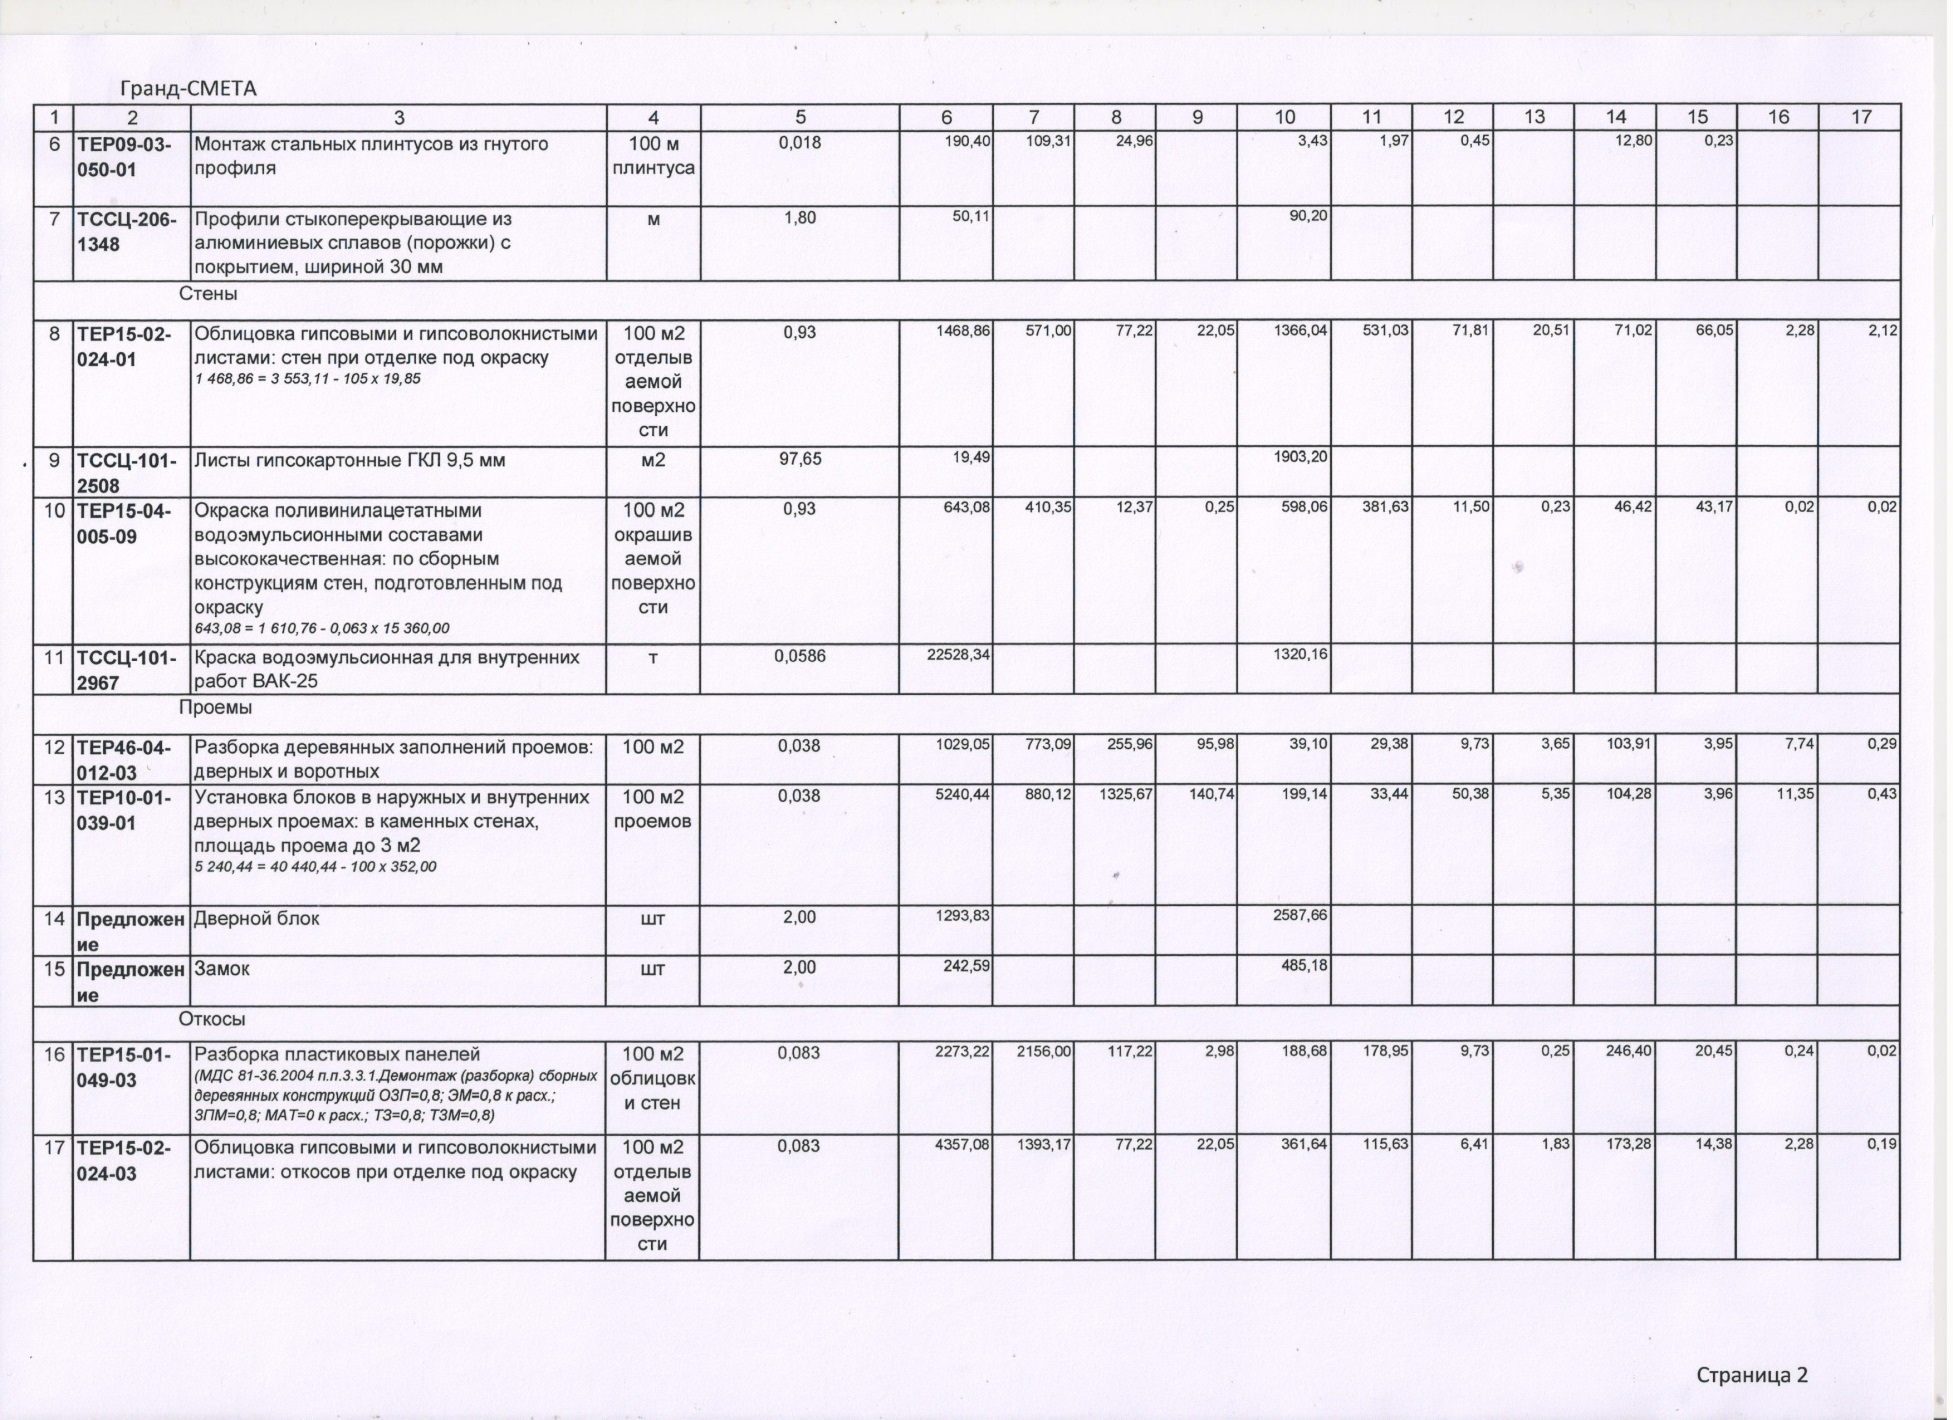 Гранд-СМЕТА
1 2 3 4 5 6 7 8 9 10 11 12 13 14 15 16 17
6 ТЕР09-03- Монтаж стальных плинтусов из гнутого 100 м 0,018 190,40 109,31 24,96 3,43 1,97 0,45 12,80 0,23
050-01 профиля плинтуса
7 ТССЦ-206- Профили стыкоперекрывающие из м 1,80 50,11 90,20
1348 алюминиевых сплавов (порожки) с
покрытием, шириной 30 мм
Стены
8 ТЕР15-02- Облицовка гипсовыми и гипсоволокнистыми 100 м2 0,93 1468,86 571,00 77,22 22,05 1366,04 531,03 71,81 20,51 71,02 66,05 2,28 2,12
024-01 листами: стен при отделке под окраску отделыв
1 468,86 = 3 553,11 - 105 x 19,85 аемой
поверхно
сти
9 ТССЦ-101- Листы гипсокартонные ГКЛ 9,5 мм м2 97,65 19,49 1903,20
2508
10 ТЕР15-04- Окраска поливинилацетатными 100 м2 0,93 643,08 410,35 12,37 0,25 598,06 381,63 11,50 0,23 46,42 43,17 0,02 0,02
005-09 водоэмульсионными составами окрашив
высококачественная: по сборным аемой
конструкциям стен, подготовленным под поверхно
окраску сти
643,08 = 1 610,76 - 0,063 x 15 360,00
11 ТССЦ-101- Краска водоэмульсионная для внутренних т 0,0586 22528,34 1320,16
2967 работ ВАК-25
Проемы
12 ТЕР46-04- Разборка деревянных заполнений проемов: 100 м2 0,038 1029,05 773,09 255,96 95,98 39,10 29,38 9,73 3,65 103,91 3,95 7,74 0,29
012-03 дверных и воротных
13 ТЕР10-01- Установка блоков в наружных и внутренних 100 м2 0,038 5240,44 880,12 1325,67 140,74 199,14 33,44 50,38 5,35 104,28 3,96 11,35 0,43
039-01 дверных проемах: в каменных стенах, проемов
площадь проема до 3 м2
5 240,44 = 40 440,44 - 100 x 352,00
14 Предложен Дверной блок шт 2,00 1293,83 2587,66
ие
15 Предложен Замок шт 2,00 242,59 485,18
ие
Откосы
16 ТЕР15-01- Разборка пластиковых панелей 100 м2 0,083 2273,22 2156,00 117,22 2,98 188,68 178,95 9,73 0,25 246,40 20,45 0,24 0,02
049-03 (МДС 81-36.2004 п.п.3.3.1.Демонтаж (разборка) сборных облицовк
деревянных конструкций ОЗП=0,8; ЭМ=0,8 к расх.; и стен
ЗПМ=0,8; МАТ=0 к расх.; ТЗ=0,8; ТЗМ=0,8)
17 ТЕР15-02- Облицовка гипсовыми и гипсоволокнистыми 100 м2 0,083 4357,08 1393,17 77,22 22,05 361,64 115,63 6,41 1,83 173,28 14,38 2,28 0,19
024-03 листами: откосов при отделке под окраску отделыв
аемой
поверхно
сти
Страница 2